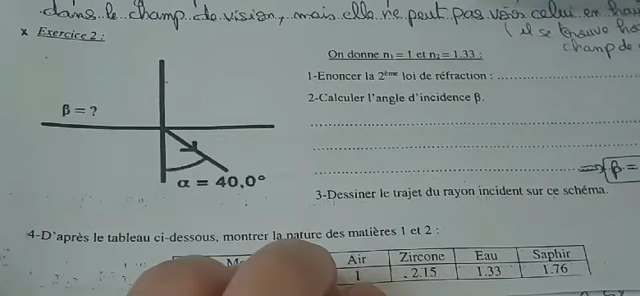 dans le champ de vision, mais elle ne peut pas voir celui en
(il se trouve
champ de
x Exercice 2 :
On donne n₁ = 1 et n₂ = 1.33 :
1-Enoncer la 2ème loi de réfraction :
β = ?
2-Calculer l'angle d'incidence β.
⇒ β =
α = 40,0°
3-Dessiner le trajet du rayon incident sur ce schéma.
4-D'après le tableau ci-dessous, montrer la nature des matières 1 et 2 :
Air Zircone Eau Saphir
1 2.15 1.33 1.76